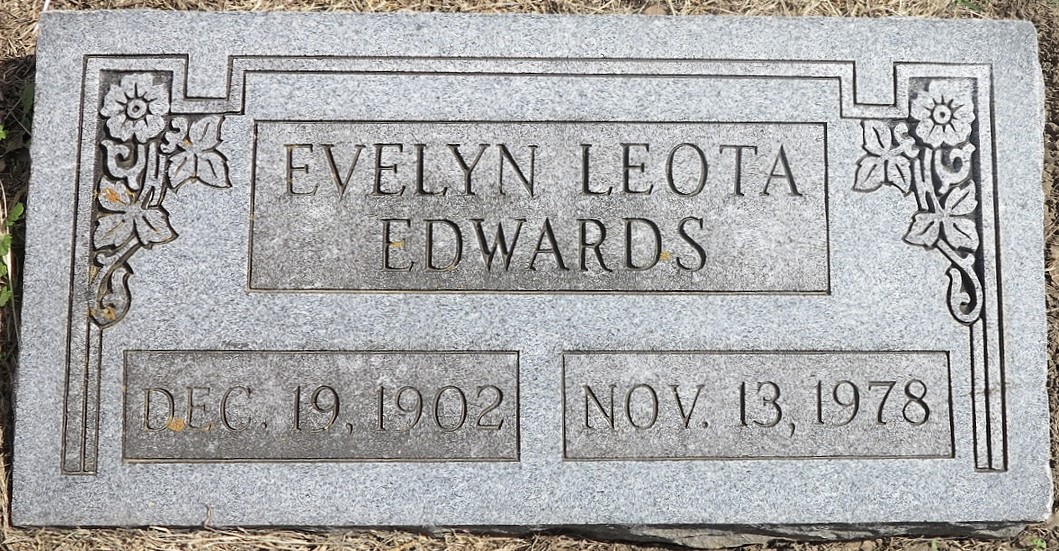 EVELYN LEOTA
EDWARDS
DEC. 19, 1902
NOV. 13, 1978